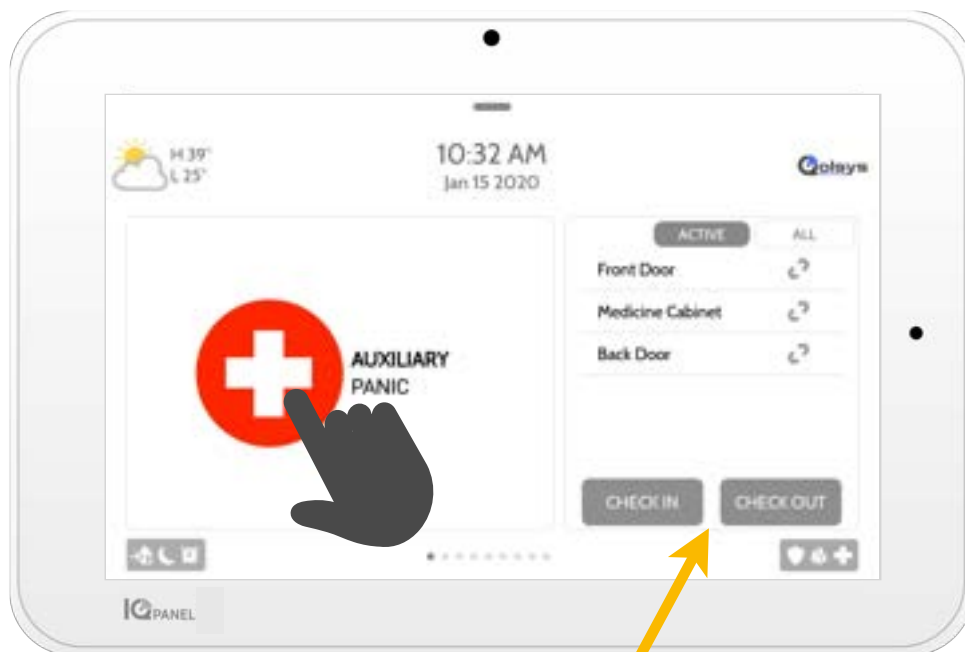 H 39°
L 25°
10:32 AM
Jan 15 2020
Qolsys
ACTIVE
ALL
Front Door
Medicine Cabinet
Back Door
AUXILIARY
PANIC
CHECK IN
CHECK OUT
IQ PANEL